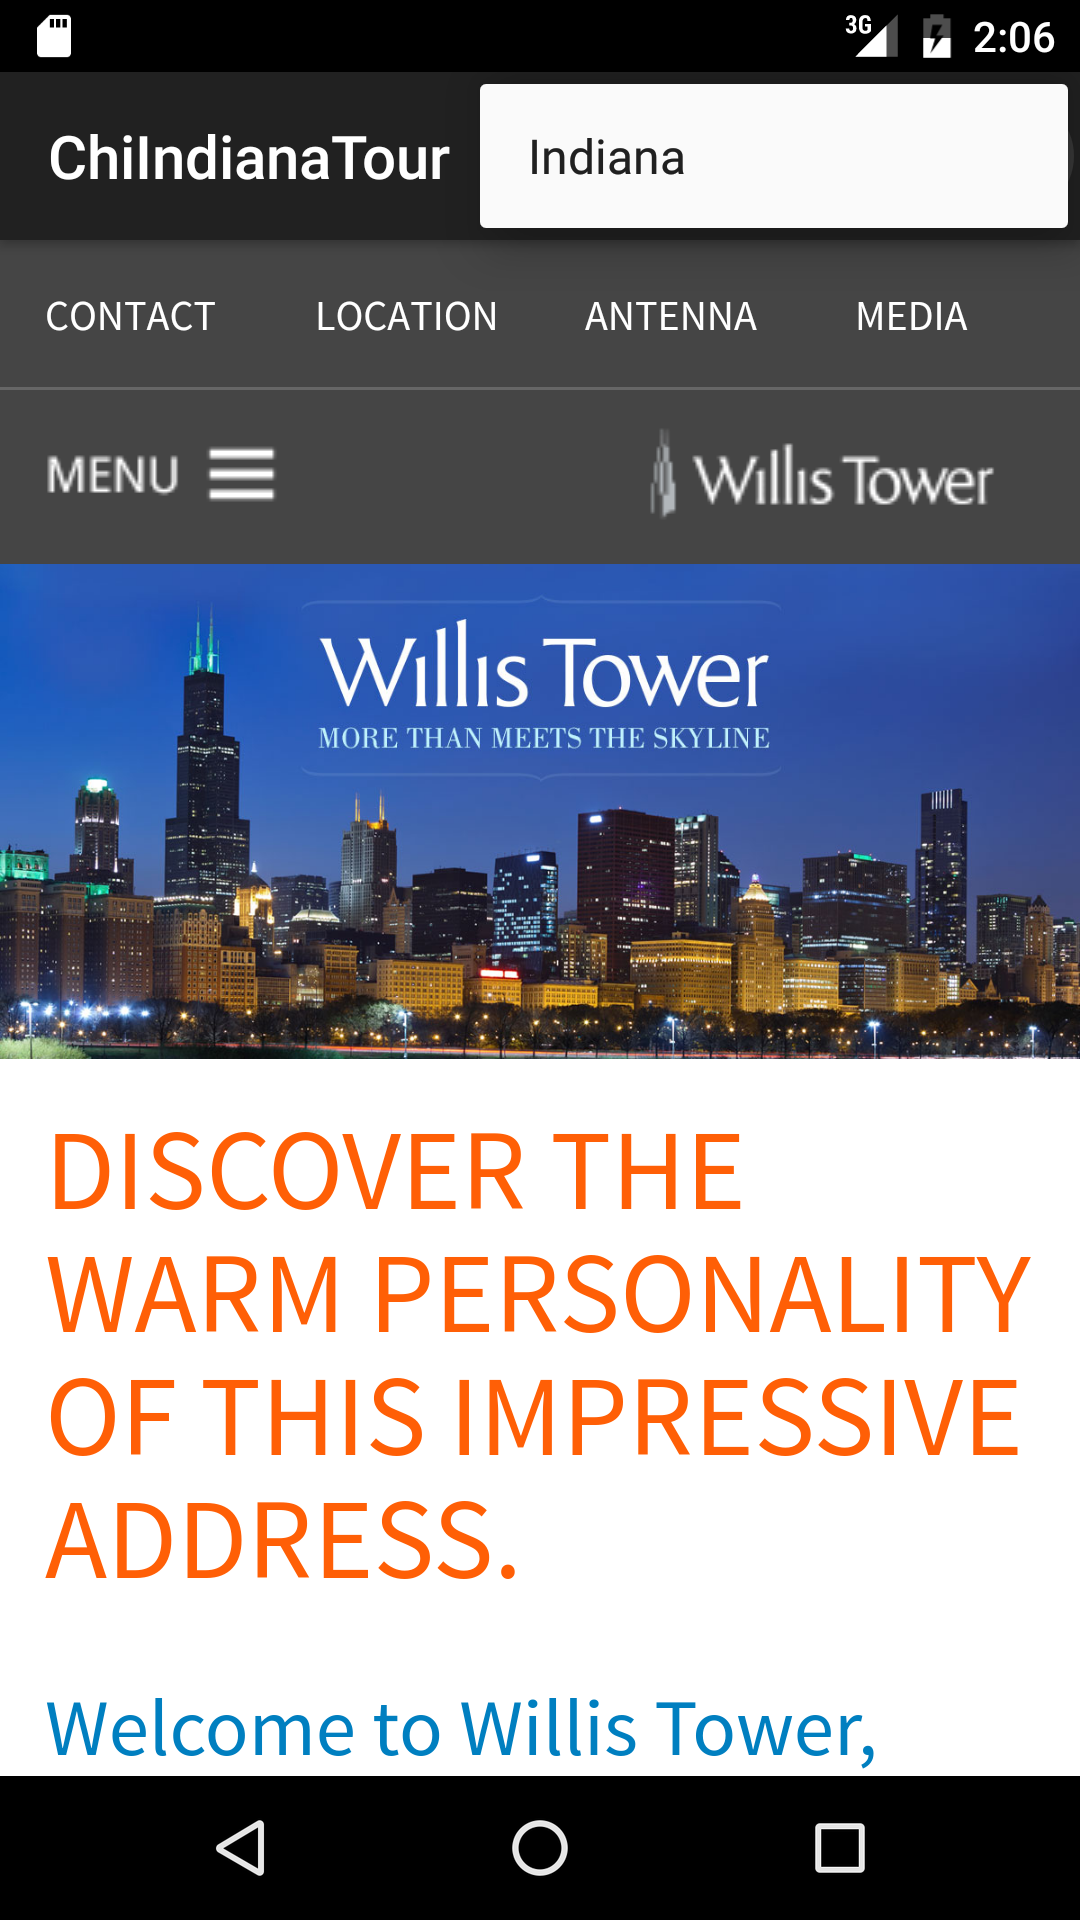 3G 2:06
ChiIndianaTour
Indiana
CONTACT LOCATION ANTENNA MEDIA
MENU Willis Tower
Willis Tower
MORE THAN MEETS THE SKYLINE
DISCOVER THE
WARM PERSONALITY
OF THIS IMPRESSIVE
ADDRESS.
Welcome to Willis Tower,